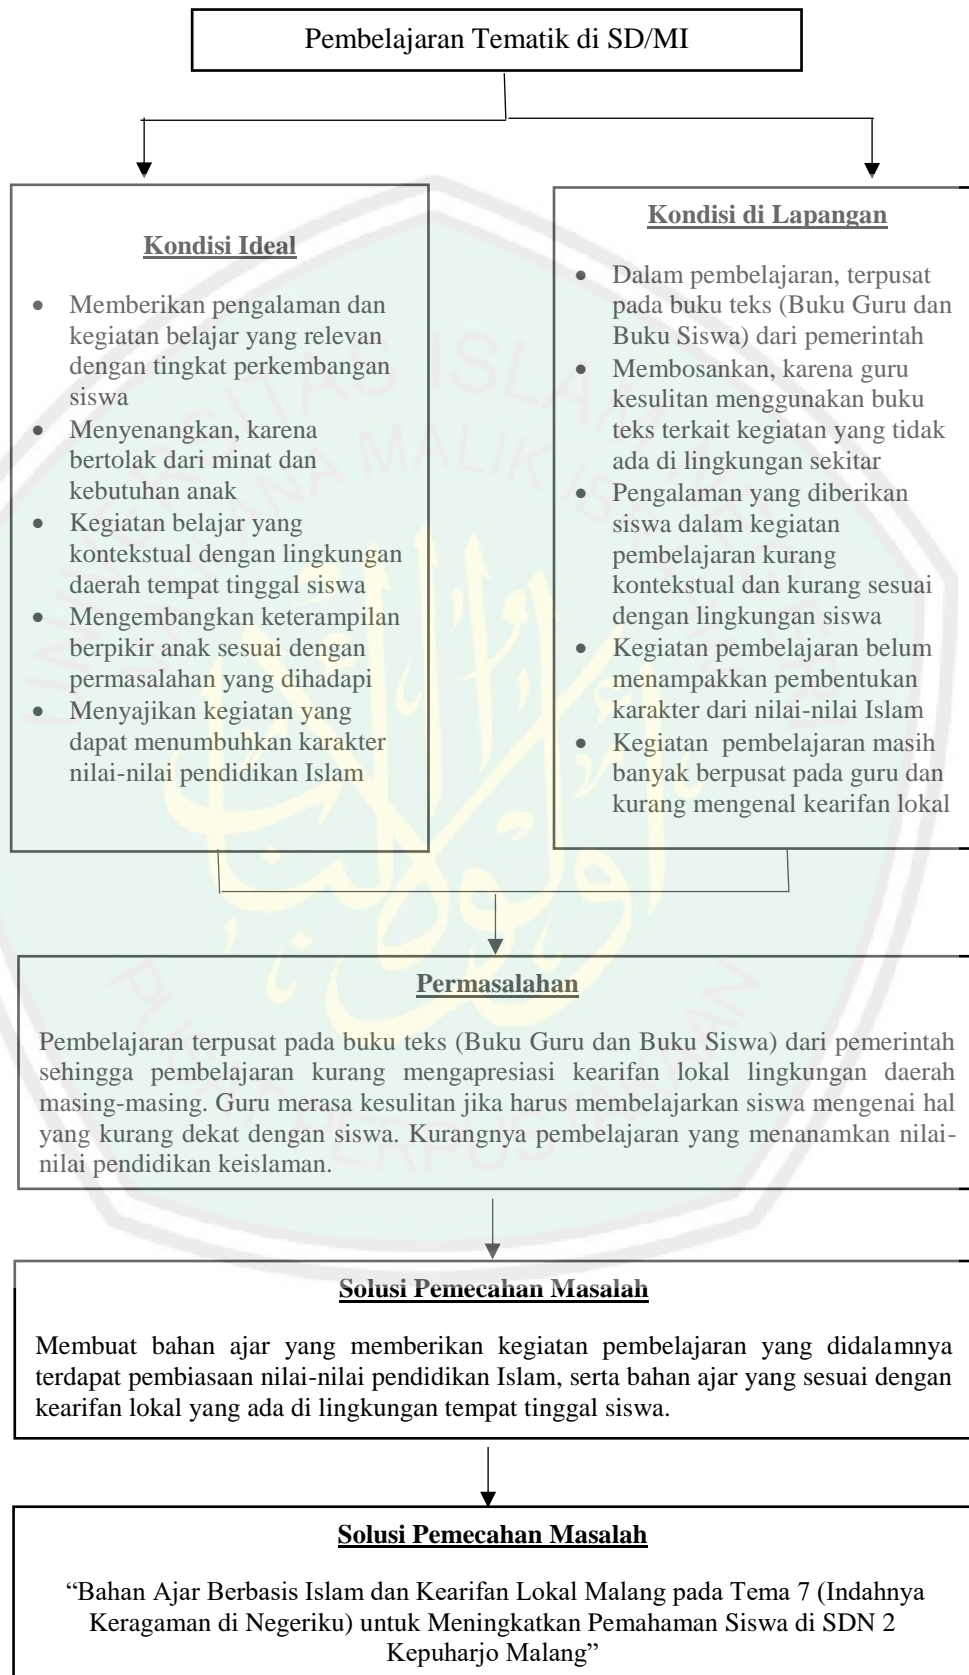 Pembelajaran Tematik di SD/MI
Kondisi Ideal
• Memberikan pengalaman dan
kegiatan belajar yang relevan
dengan tingkat perkembangan
siswa
• Menyenangkan, karena
bertolak dari minat dan
kebutuhan anak
• Kegiatan belajar yang
kontekstual dengan lingkungan
daerah tempat tinggal siswa
• Mengembangkan keterampilan
berpikir anak sesuai dengan
permasalahan yang dihadapi
• Menyajikan kegiatan yang
dapat menumbuhkan karakter
nilai-nilai pendidikan Islam
Kondisi di Lapangan
• Dalam pembelajaran, terpusat
pada buku teks (Buku Guru dan
Buku Siswa) dari pemerintah
• Membosankan, karena guru
kesulitan menggunakan buku
teks terkait kegiatan yang tidak
ada di lingkungan sekitar
• Pengalaman yang diberikan
siswa dalam kegiatan
pembelajaran kurang
kontekstual dan kurang sesuai
dengan lingkungan siswa
• Kegiatan pembelajaran belum
menampakkan pembentukan
karakter dari nilai-nilai Islam
• Kegiatan pembelajaran masih
banyak berpusat pada guru dan
kurang mengenal kearifan lokal
Permasalahan
Pembelajaran terpusat pada buku teks (Buku Guru dan Buku Siswa) dari pemerintah
sehingga pembelajaran kurang mengapresiasi kearifan lokal lingkungan daerah
masing-masing. Guru merasa kesulitan jika harus membelajarkan siswa mengenai hal
yang kurang dekat dengan siswa. Kurangnya pembelajaran yang menanamkan nilai-
nilai pendidikan keislaman.
Solusi Pemecahan Masalah
Membuat bahan ajar yang memberikan kegiatan pembelajaran yang didalamnya
terdapat pembiasaan nilai-nilai pendidikan Islam, serta bahan ajar yang sesuai dengan
kearifan lokal yang ada di lingkungan tempat tinggal siswa.
Solusi Pemecahan Masalah
“Bahan Ajar Berbasis Islam dan Kearifan Lokal Malang pada Tema 7 (Indahnya
Keragaman di Negeriku) untuk Meningkatkan Pemahaman Siswa di SDN 2
Kepuharjo Malang”